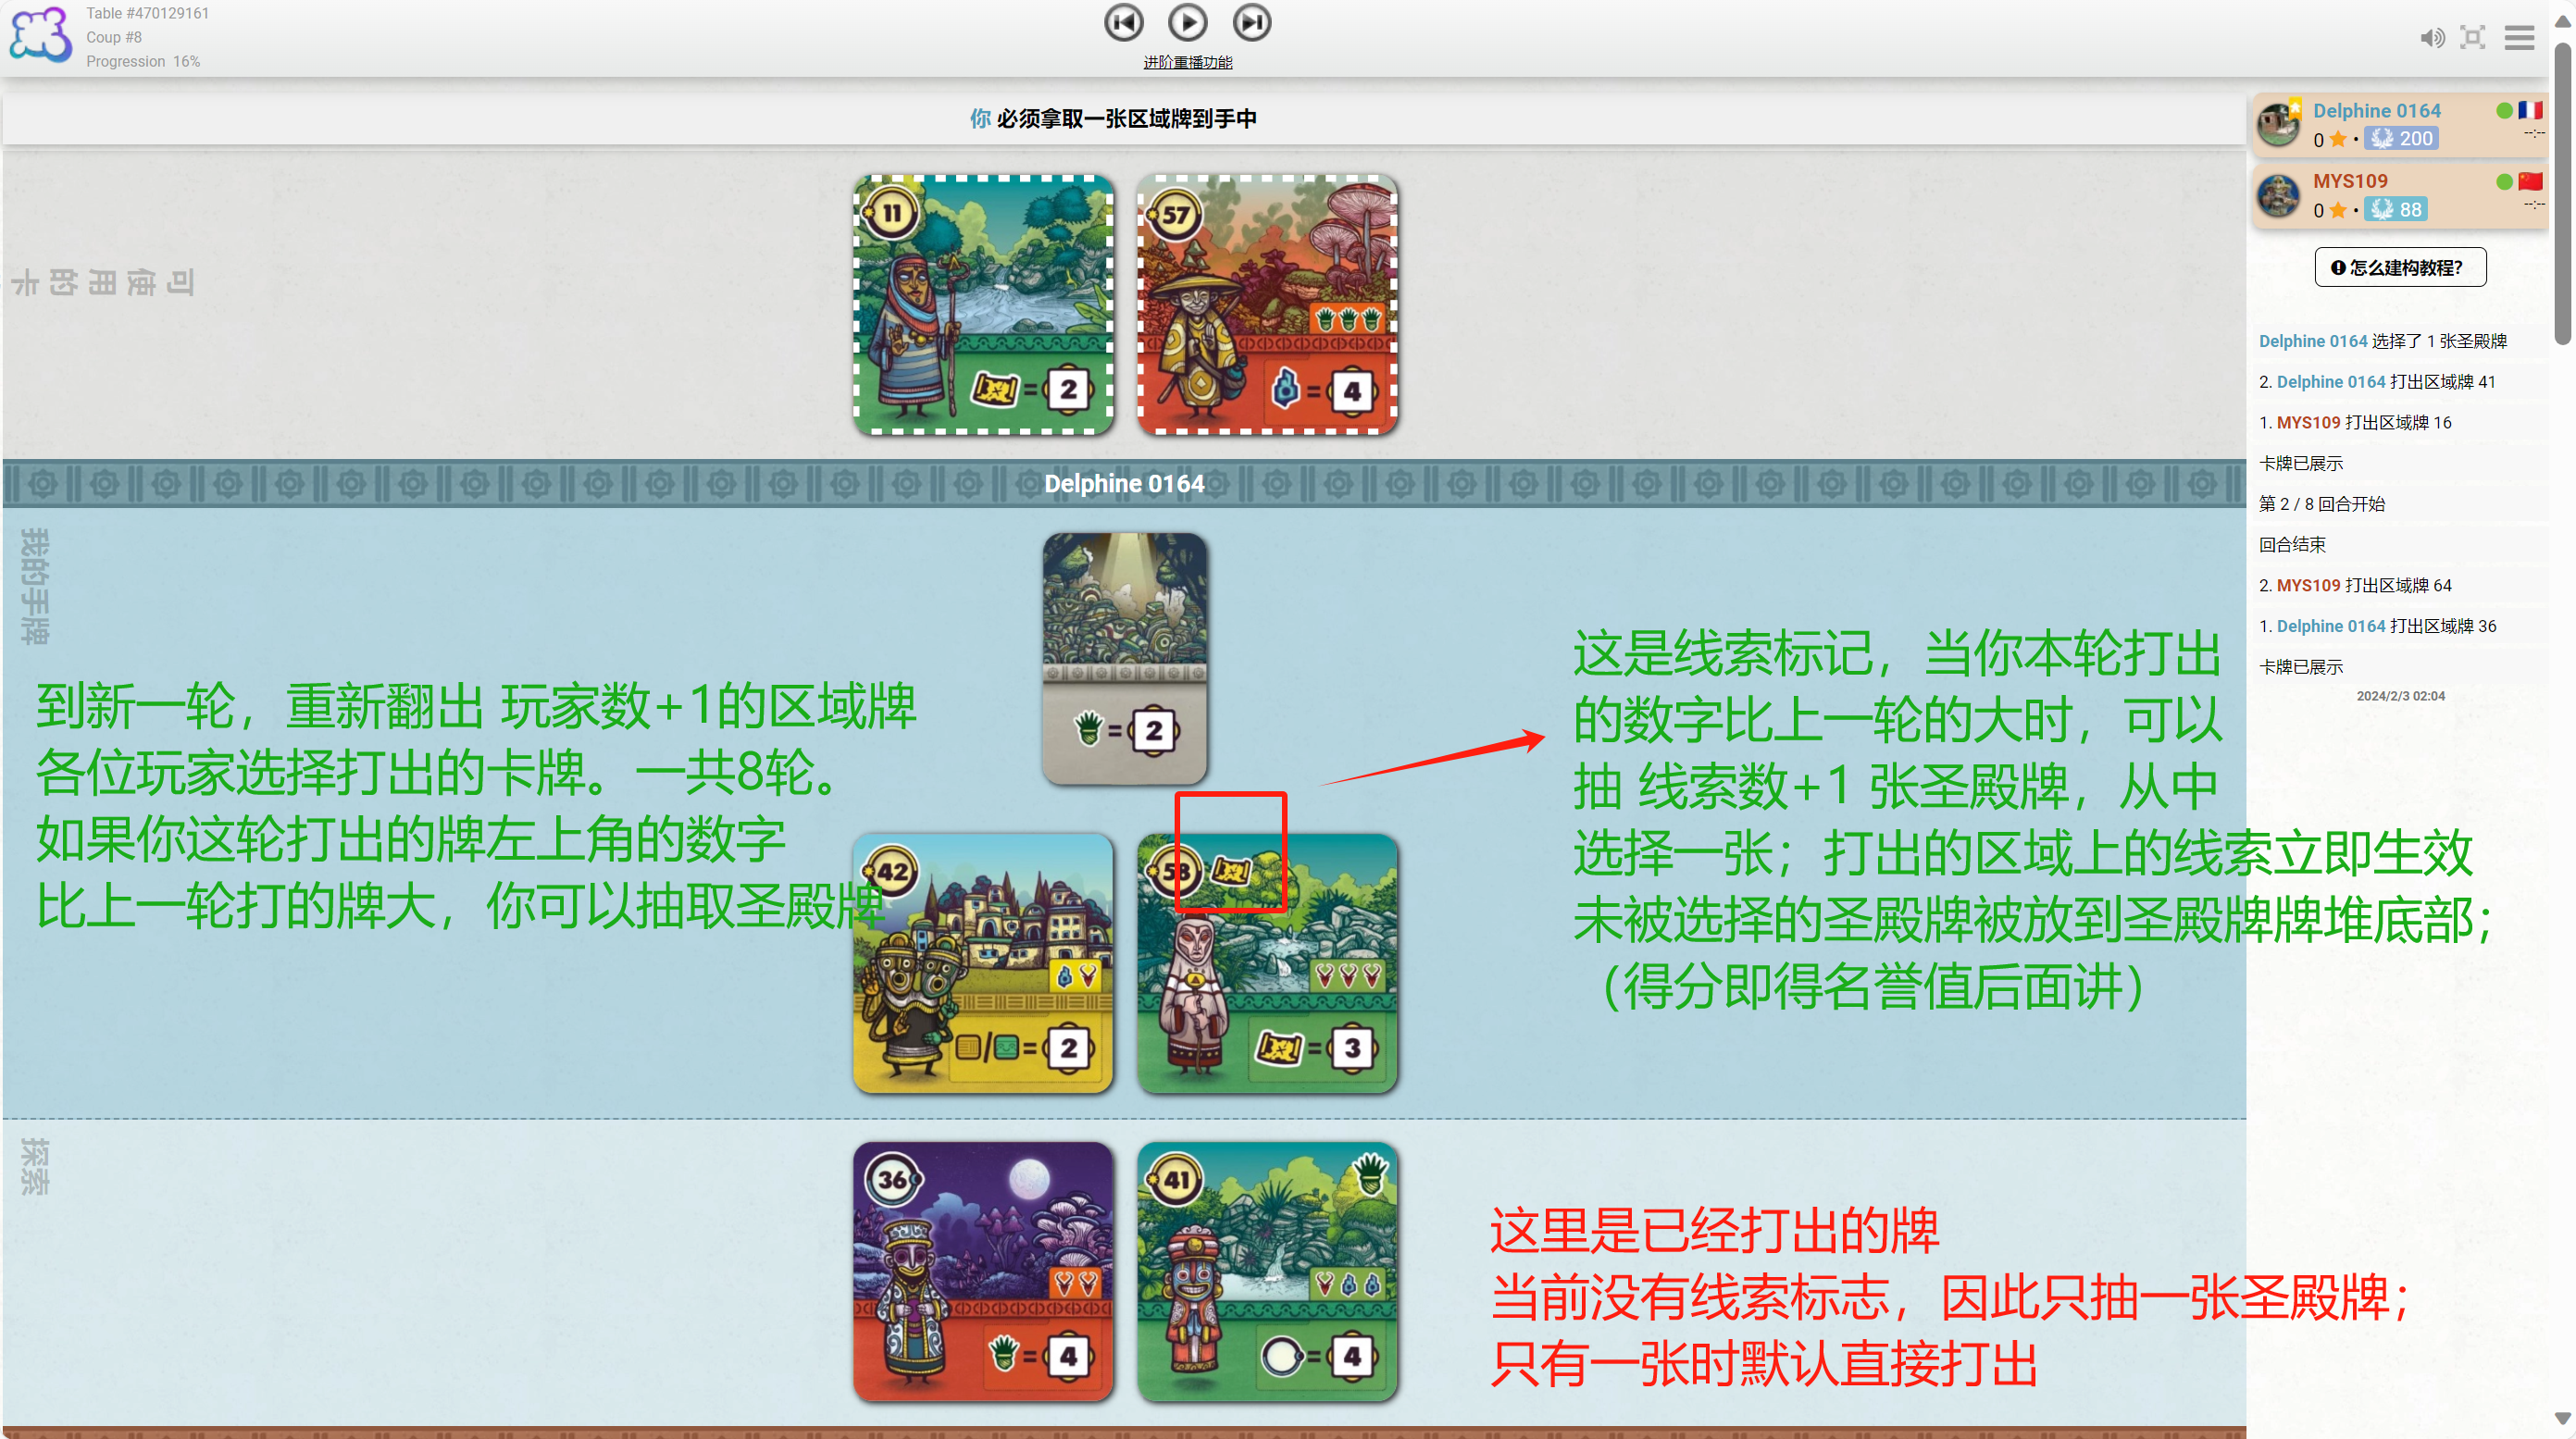 Table #470129161
Coup #8
Progression 16%
进阶重播功能
你 必须拿取一张区域牌到手中
Delphine 0164
0 • 200
--:--
MYS109
0 • 88
--:--
怎么建构教程?
可使用的卡
11
= 2
57
= 4
Delphine 0164 选择了 1 张圣殿牌
2. Delphine 0164 打出区域牌 41
1. MYS109 打出区域牌 16
卡牌已展示
第 2 / 8 回合开始
回合结束
2. MYS109 打出区域牌 64
1. Delphine 0164 打出区域牌 36
卡牌已展示
2024/2/3 02:04
Delphine 0164
我的手牌
= 2
到新一轮，重新翻出 玩家数+1的区域牌
各位玩家选择打出的卡牌。一共8轮。
如果你这轮打出的牌左上角的数字
比上一轮打的牌大，你可以抽取圣殿牌
这是线索标记，当你本轮打出
的数字比上一轮的大时，可以
抽 线索数+1 张圣殿牌，从中
选择一张；打出的区域上的线索立即生效
未被选择的圣殿牌被放到圣殿牌牌堆底部；
（得分即得名誉值后面讲）
42
/ = 2
58
= 3
探索
36
= 4
41
= 4
这里是已经打出的牌
当前没有线索标志，因此只抽一张圣殿牌；
只有一张时默认直接打出